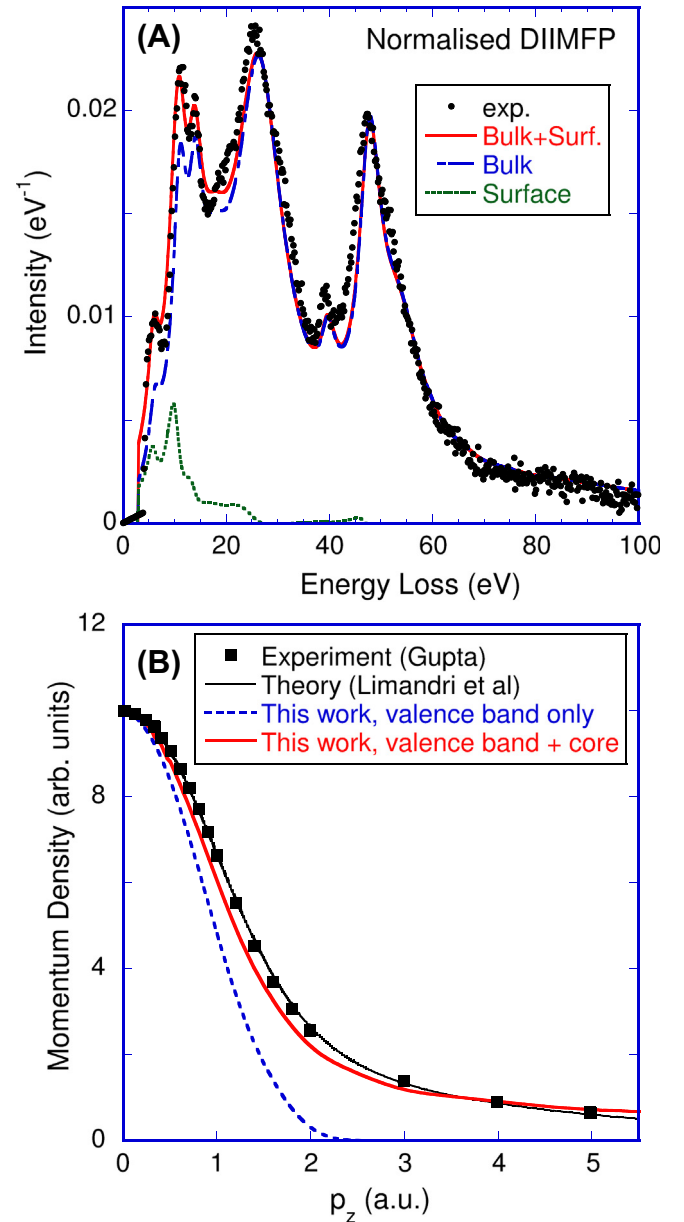 (A)
Normalised DIIMFP
exp.
Bulk+Surf.
Bulk
Surface
Intensity (eV-1)
0.02
0.01
0
0
20
40
60
80
100
Energy Loss (eV)
(B)
Experiment (Gupta)
Theory (Limandri et al)
This work, valence band only
This work, valence band + core
Momentum Density (arb. units)
12
8
4
0
0
1
2
3
4
5
pz (a.u.)